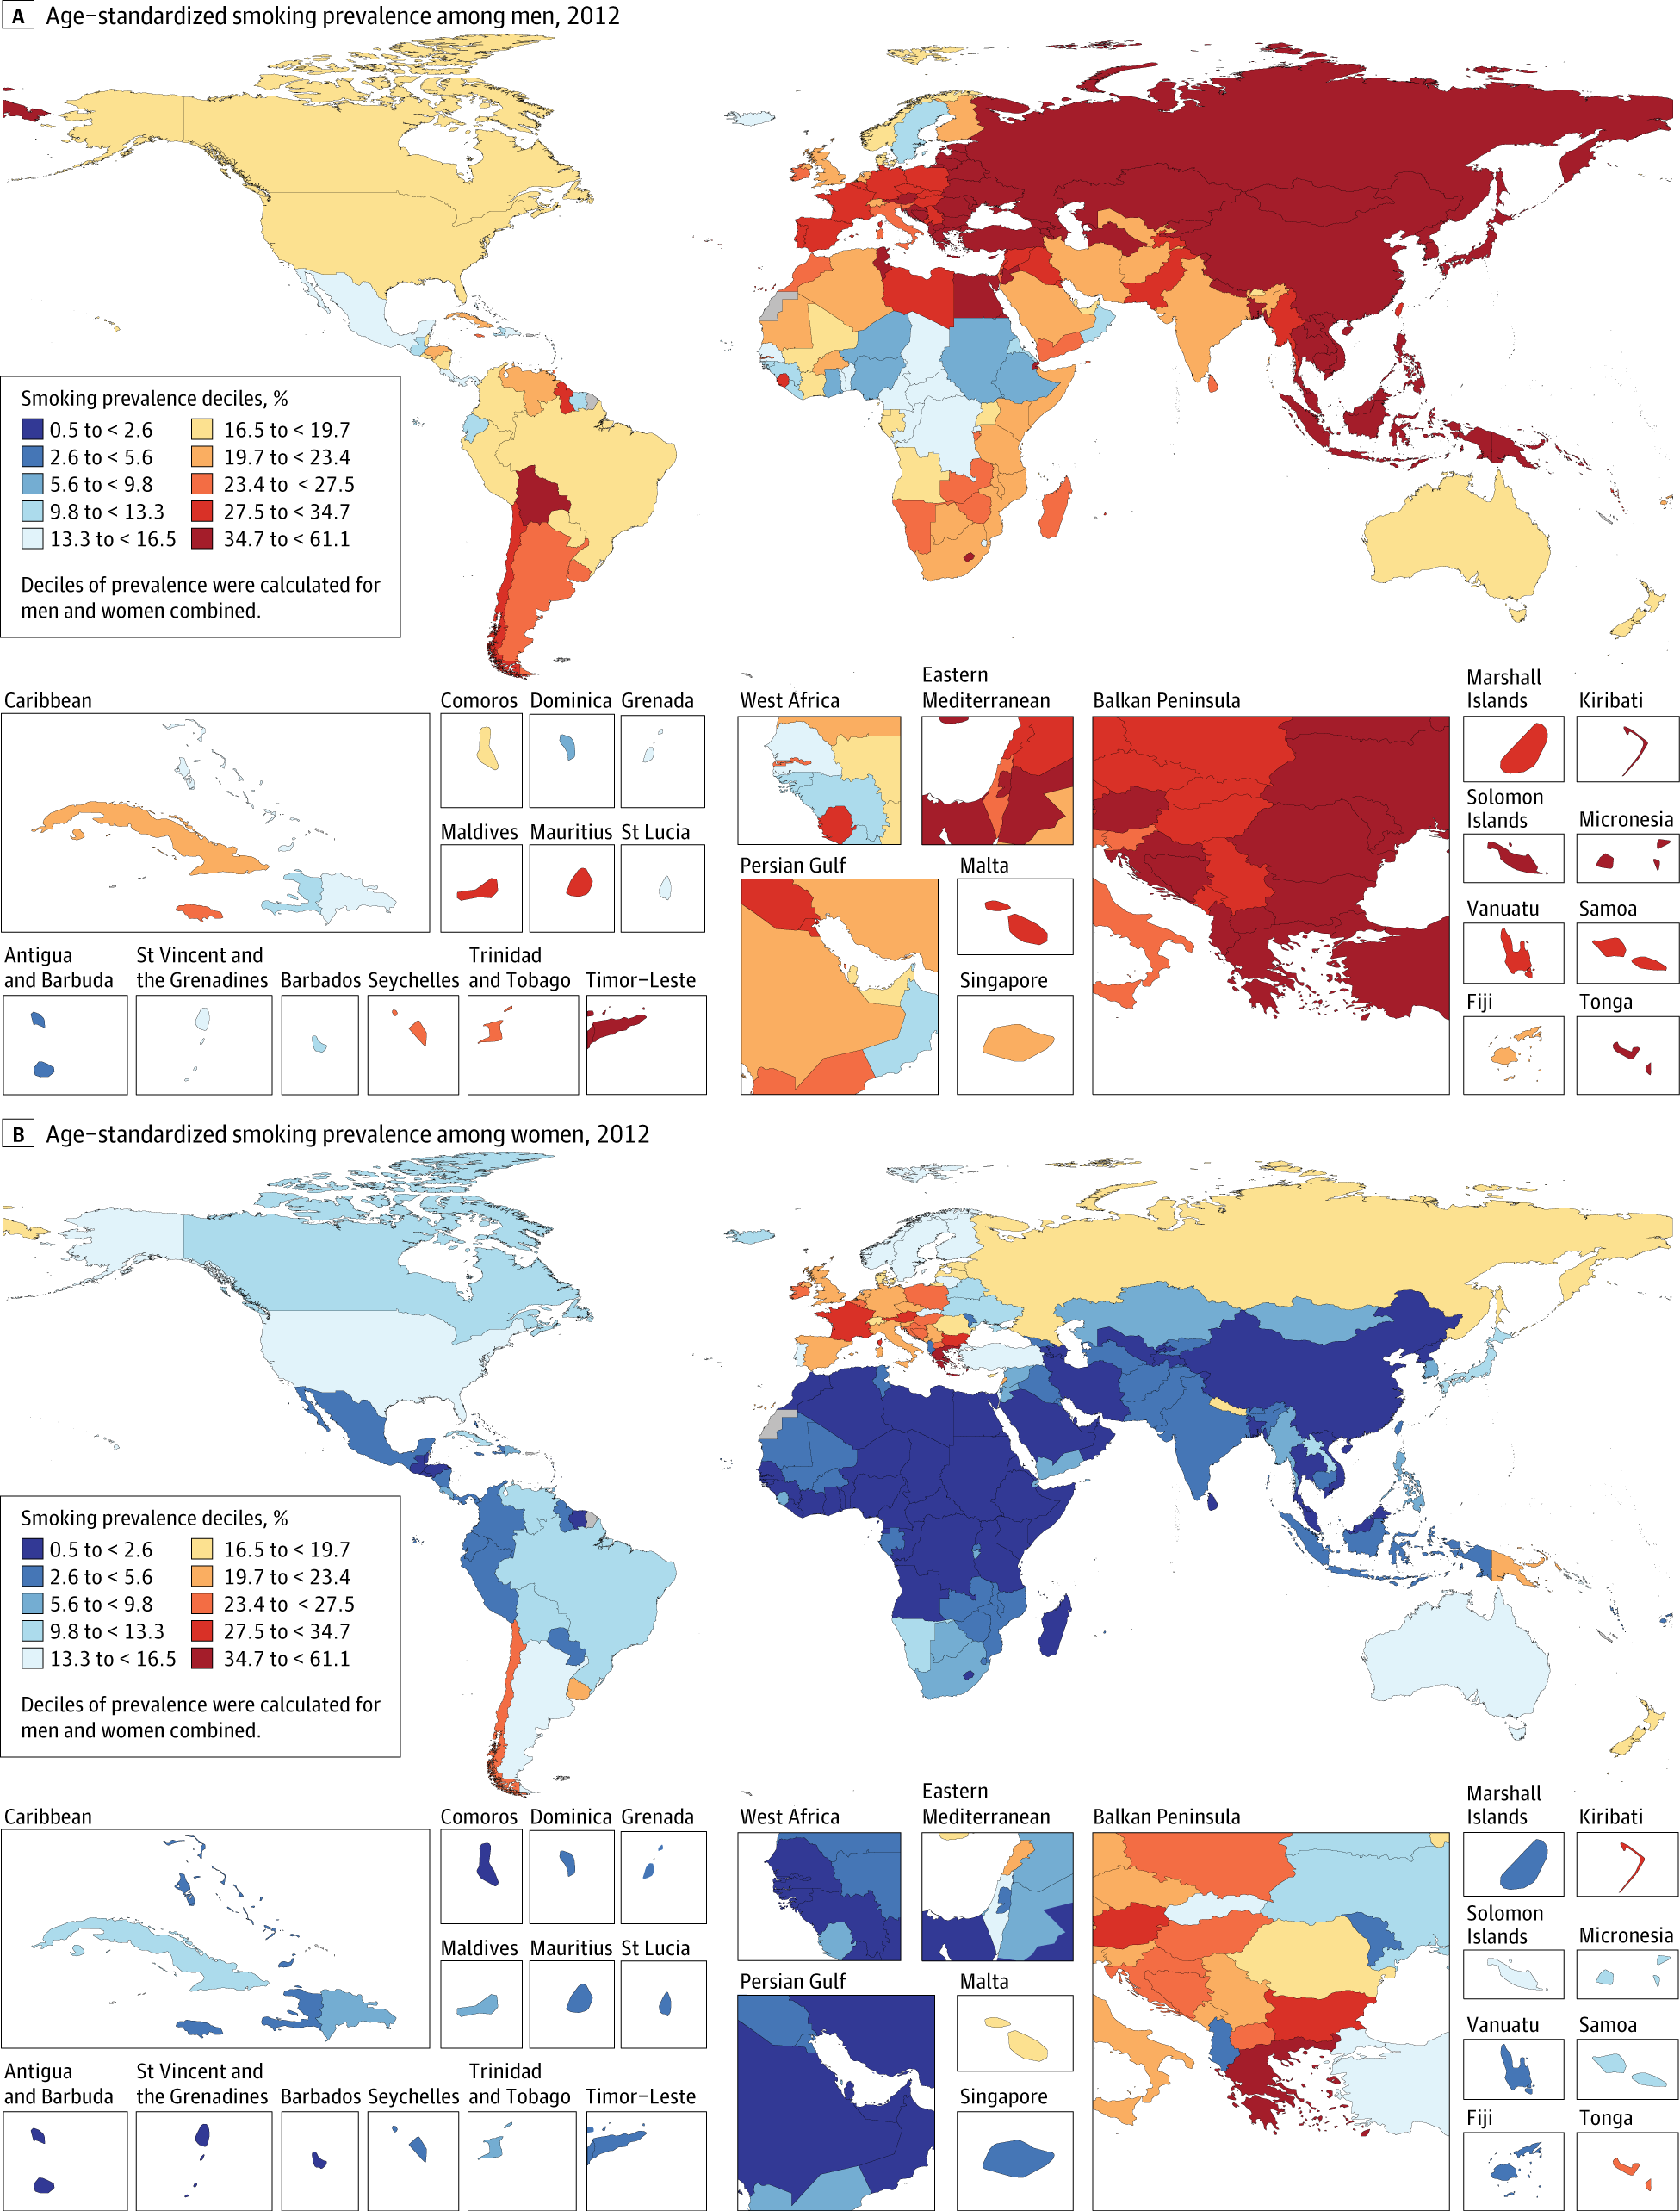 A Age–standardized smoking prevalence among men, 2012
Smoking prevalence deciles, %
0.5 to < 2.6 16.5 to < 19.7
2.6 to < 5.6 19.7 to < 23.4
5.6 to < 9.8 23.4 to < 27.5
9.8 to < 13.3 27.5 to < 34.7
13.3 to < 16.5 34.7 to < 61.1
Deciles of prevalence were calculated for
men and women combined.
Caribbean
Comoros
Dominica
Grenada
Maldives
Mauritius
St Lucia
Antigua
and Barbuda
St Vincent and
the Grenadines
Barbados
Seychelles
Trinidad
and Tobago
Timor–Leste
West Africa
Eastern
Mediterranean
Balkan Peninsula
Persian Gulf
Malta
Singapore
Marshall
Islands
Kiribati
Solomon
Islands
Micronesia
Vanuatu
Samoa
Fiji
Tonga
B Age–standardized smoking prevalence among women, 2012
Smoking prevalence deciles, %
0.5 to < 2.6 16.5 to < 19.7
2.6 to < 5.6 19.7 to < 23.4
5.6 to < 9.8 23.4 to < 27.5
9.8 to < 13.3 27.5 to < 34.7
13.3 to < 16.5 34.7 to < 61.1
Deciles of prevalence were calculated for
men and women combined.
Caribbean
Comoros
Dominica
Grenada
Maldives
Mauritius
St Lucia
Antigua
and Barbuda
St Vincent and
the Grenadines
Barbados
Seychelles
Trinidad
and Tobago
Timor–Leste
West Africa
Eastern
Mediterranean
Balkan Peninsula
Persian Gulf
Malta
Singapore
Marshall
Islands
Kiribati
Solomon
Islands
Micronesia
Vanuatu
Samoa
Fiji
Tonga